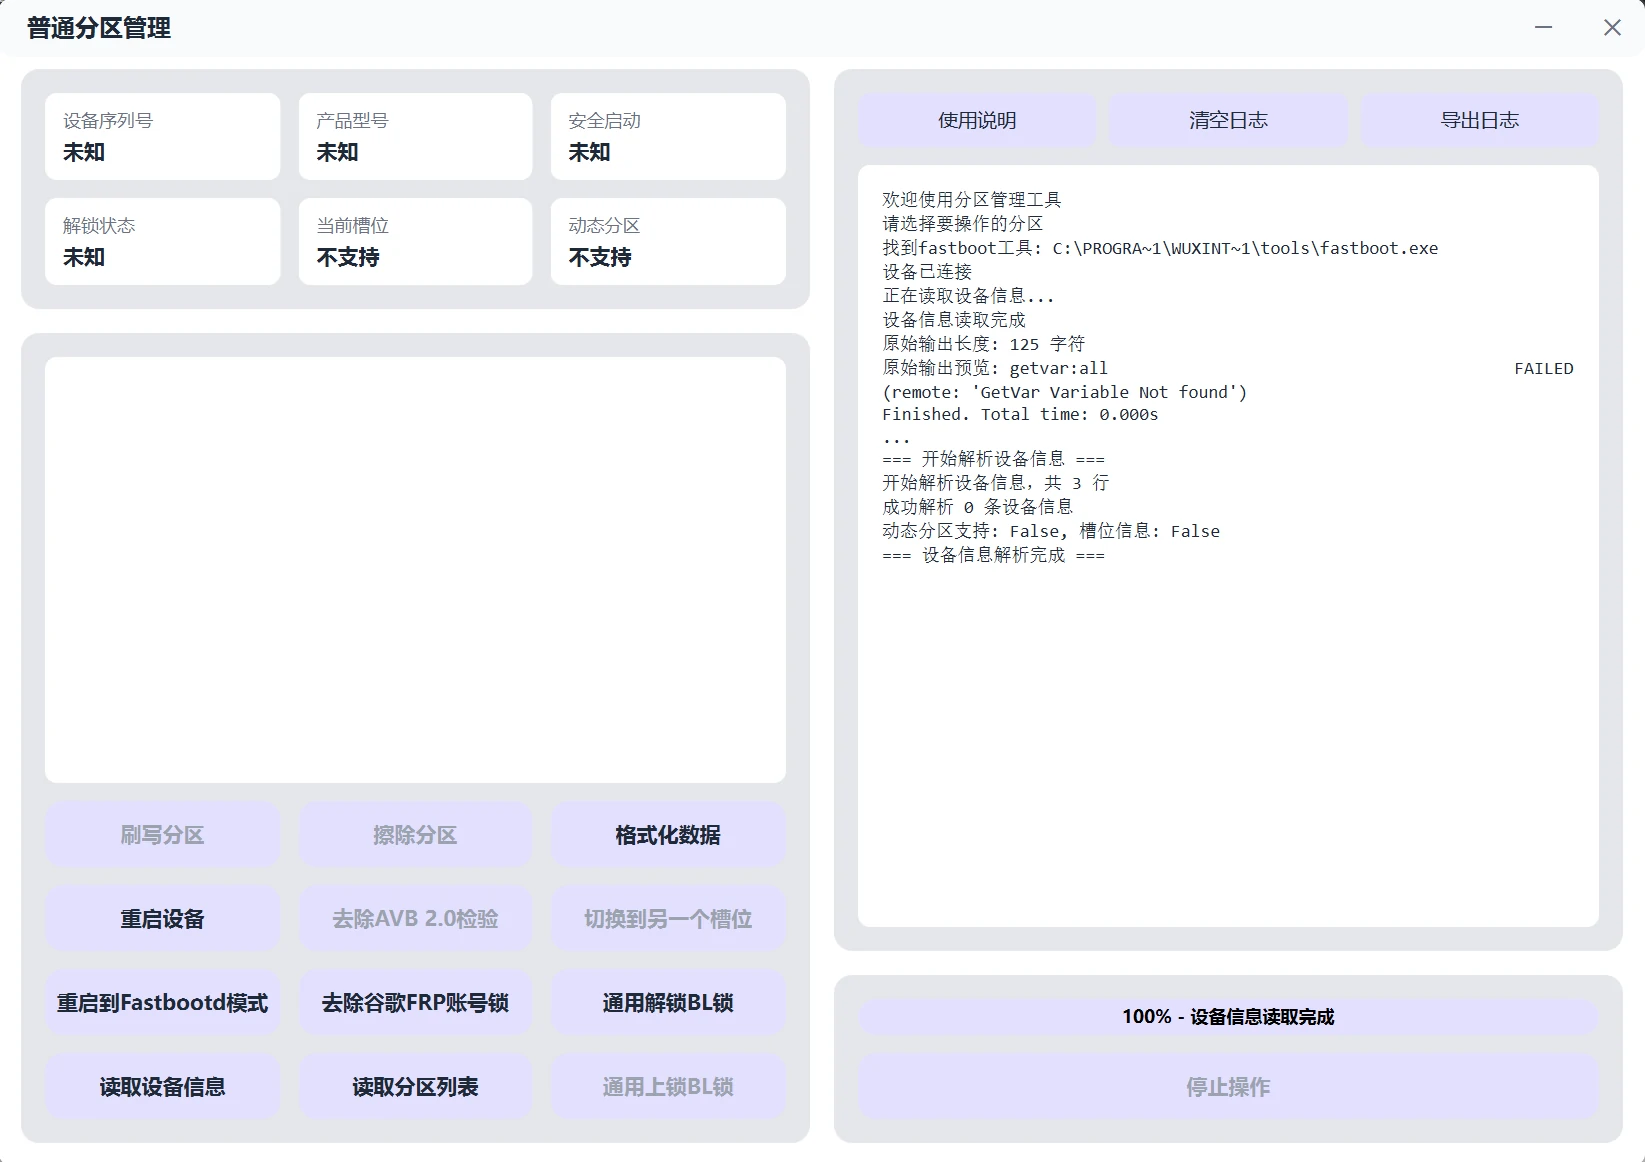 普通分区管理
设备序列号
未知
产品型号
未知
安全启动
未知
解锁状态
未知
当前槽位
不支持
动态分区
不支持
刷写分区
擦除分区
格式化数据
重启设备
去除AVB 2.0检验
切换到另一个槽位
重启到Fastbootd模式
去除谷歌FRP账号锁
通用解锁BL锁
读取设备信息
读取分区列表
通用上锁BL锁
使用说明
清空日志
导出日志
欢迎使用分区管理工具
请选择要操作的分区
找到fastboot工具: C:\PROGRA~1\WUXINT~1\tools\fastboot.exe
设备已连接
正在读取设备信息...
设备信息读取完成
原始输出长度: 125 字符
原始输出预览: getvar:all FAILED
(remote: 'GetVar Variable Not found')
Finished. Total time: 0.000s
...
=== 开始解析设备信息 ===
开始解析设备信息，共 3 行
成功解析 0 条设备信息
动态分区支持: False, 槽位信息: False
=== 设备信息解析完成 ===
100% - 设备信息读取完成
停止操作